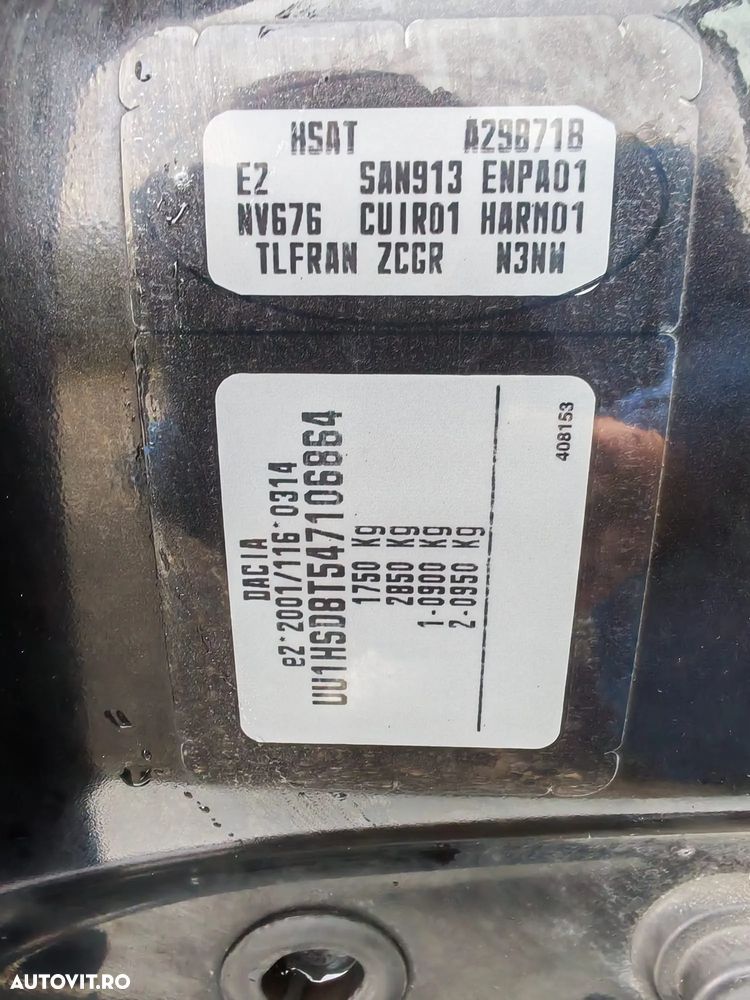 HSAT A298718
E2 SAN913 ENPA01
NV676 CUIR01 HARM01
TLFRAN ZCGR N3NW
DACIA
e2*2001/116*0314
UU1HSD8T547106864
1750 Kg
2850 Kg
1-0900 Kg
2-0950 Kg
408153
AUTOVIT.RO